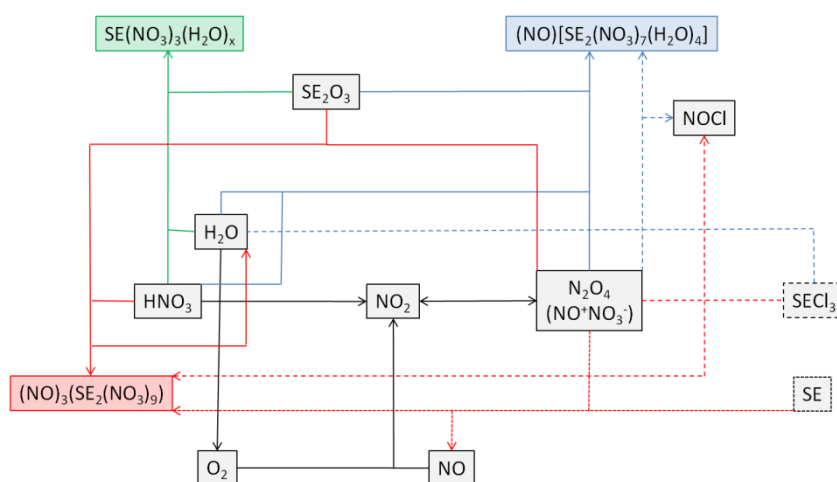 SE(NO₃)₃(H₂O)ₓ
(NO)[SE₂(NO₃)₇(H₂O)₄]
SE₂O₃
NOCl
H₂O
HNO₃
NO₂
N₂O₄
(NO⁺NO₃⁻)
SECl₃
(NO)₃(SE₂(NO₃)₉)
SE
O₂
NO